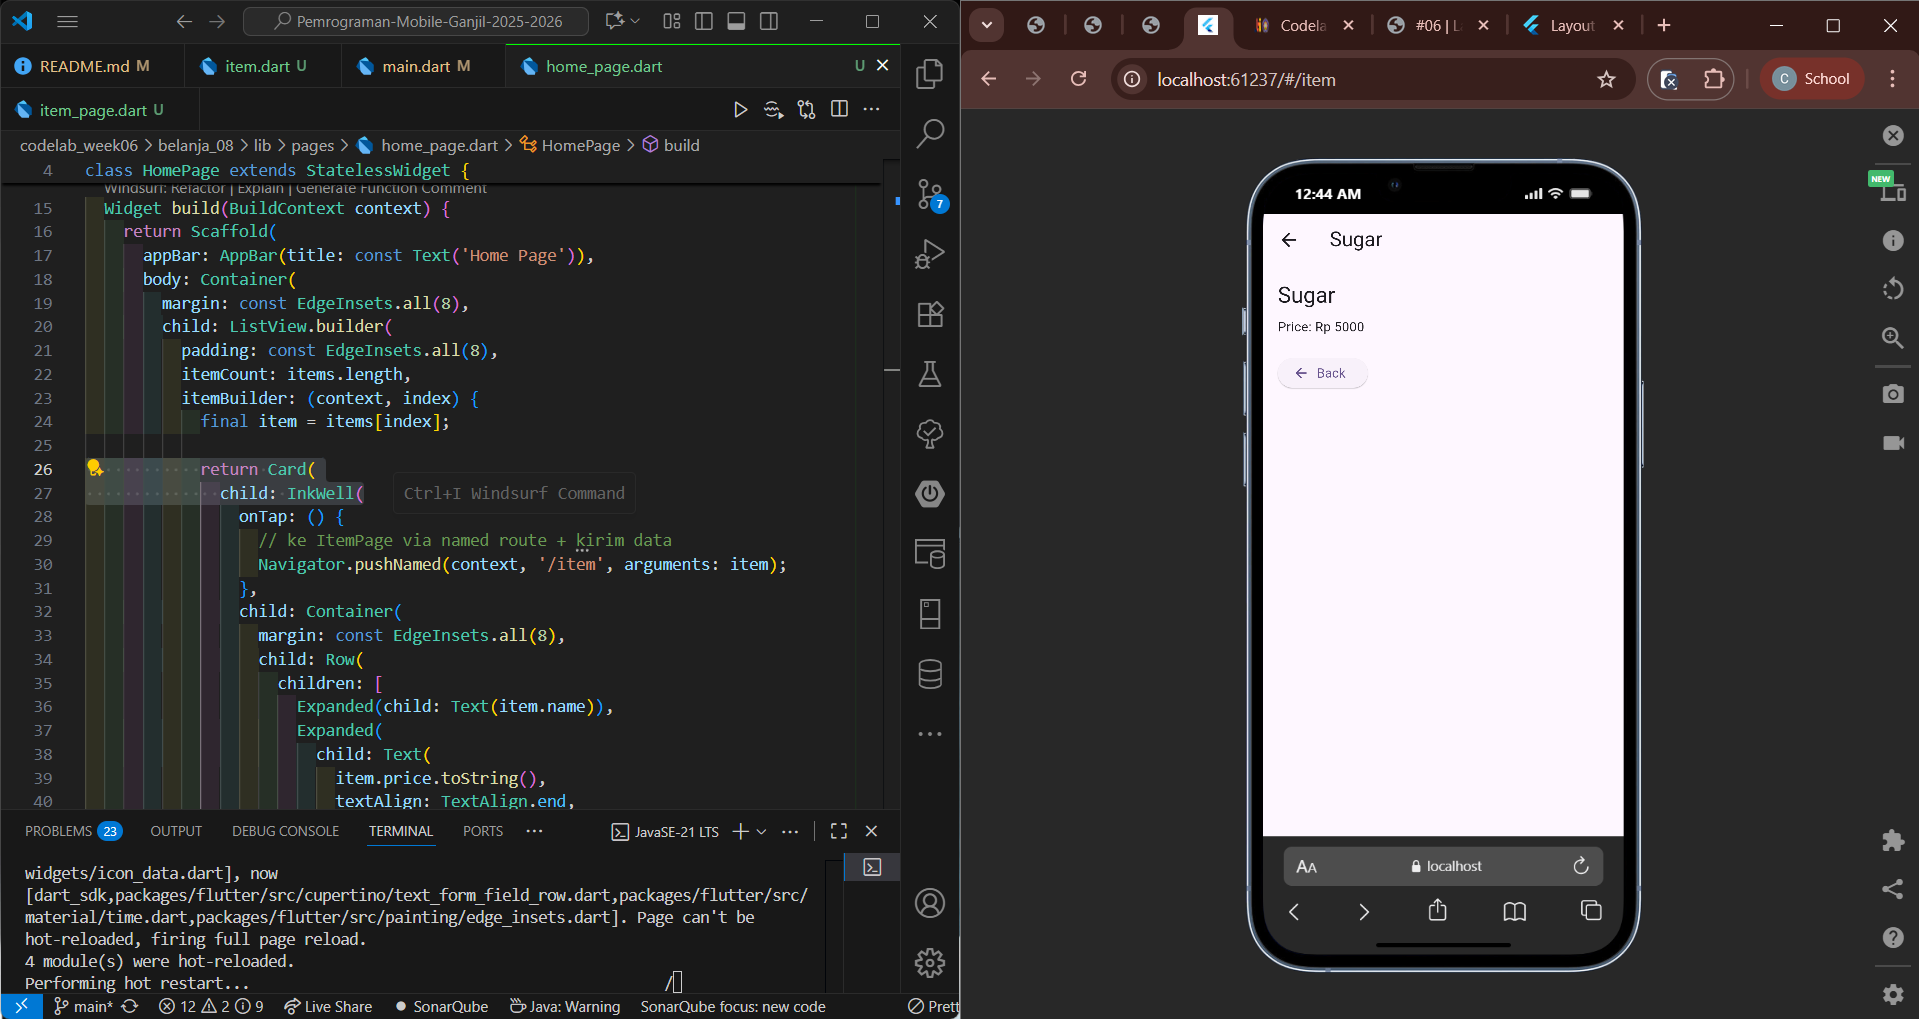 Pemrograman-Mobile-Ganjil-2025-2026
README.md M
item.dart U
main.dart M
home_page.dart U
item_page.dart U
codelab_week06 > belanja_08 > lib > pages > home_page.dart > HomePage > build
4 class HomePage extends StatelessWidget {
Windsurf: Refactor | Explain | Generate Function Comment
15 Widget build(BuildContext context) {
16 return Scaffold(
17 appBar: AppBar(title: const Text('Home Page')),
18 body: Container(
19 margin: const EdgeInsets.all(8),
20 child: ListView.builder(
21 padding: const EdgeInsets.all(8),
22 itemCount: items.length,
23 itemBuilder: (context, index) {
24 final item = items[index];
25
26 return Card(
27 child: InkWell( Ctrl+I Windsurf Command
28 onTap: () {
29 // ke ItemPage via named route + kirim data
30 Navigator.pushNamed(context, '/item', arguments: item);
31 },
32 child: Container(
33 margin: const EdgeInsets.all(8),
34 child: Row(
35 children: [
36 Expanded(child: Text(item.name)),
37 Expanded(
38 child: Text(
39 item.price.toString(),
40 textAlign: TextAlign.end,
7
PROBLEMS 23 OUTPUT DEBUG CONSOLE TERMINAL PORTS
JavaSE-21 LTS
widgets/icon_data.dart], now
[dart_sdk,packages/flutter/src/cupertino/text_form_field_row.dart,packages/flutter/src/
material/time.dart,packages/flutter/src/painting/edge_insets.dart]. Page can't be
hot-reloaded, firing full page reload.
4 module(s) were hot-reloaded.
Performing hot restart... /
main* 12 2 9 Live Share SonarQube Java: Warning SonarQube focus: new code Prett
Codela
#06 | L
Layout
localhost:61237/#/item
C School
NEW
12:44 AM
Sugar
Sugar
Price: Rp 5000
Back
AA localhost